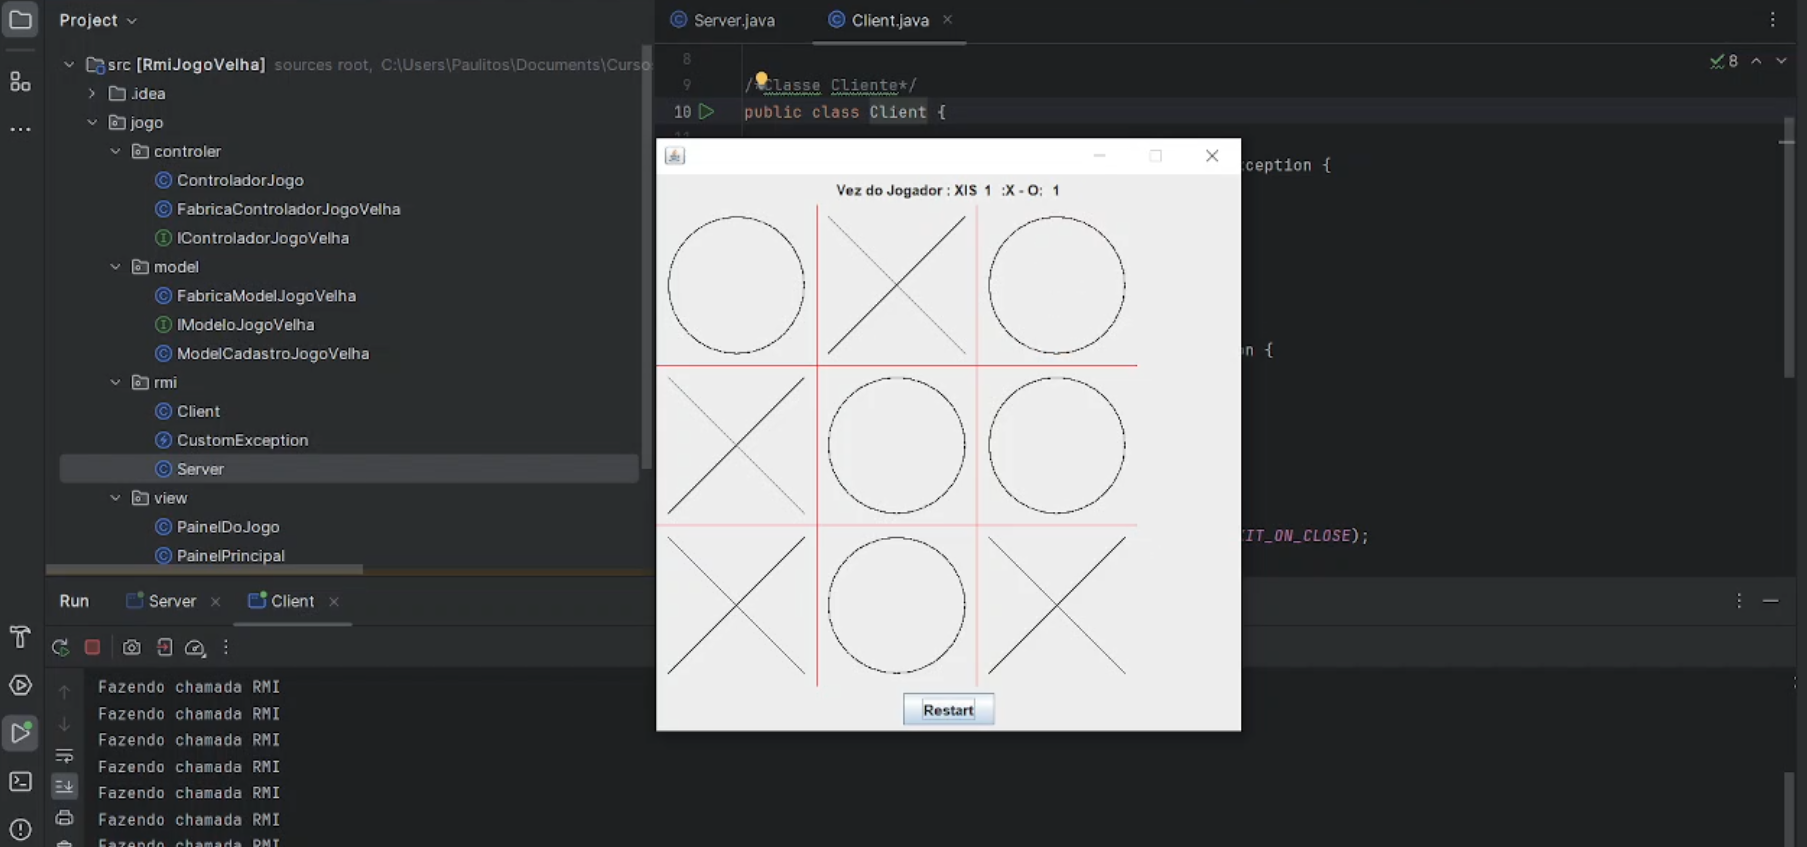 Project
src [RmiJogoVelha] sources root, C:\Users\Paulitos\Documents\Curso
.idea
jogo
controler
ControladorJogo
FabricaControladorJogoVelha
IControladorJogoVelha
model
FabricaModelJogoVelha
IModeloJogoVelha
ModelCadastroJogoVelha
rmi
Client
CustomException
Server
view
PainelDoJogo
PainelPrincipal
Server.java
Client.java
8
8
9 /*Classe Cliente*/
10 public class Client {
ception {
n {
IT_ON_CLOSE);
Vez do Jogador : XIS 1 :X - O: 1
Restart
Run
Server
Client
Fazendo chamada RMI
Fazendo chamada RMI
Fazendo chamada RMI
Fazendo chamada RMI
Fazendo chamada RMI
Fazendo chamada RMI
Fazendo chamada RMI